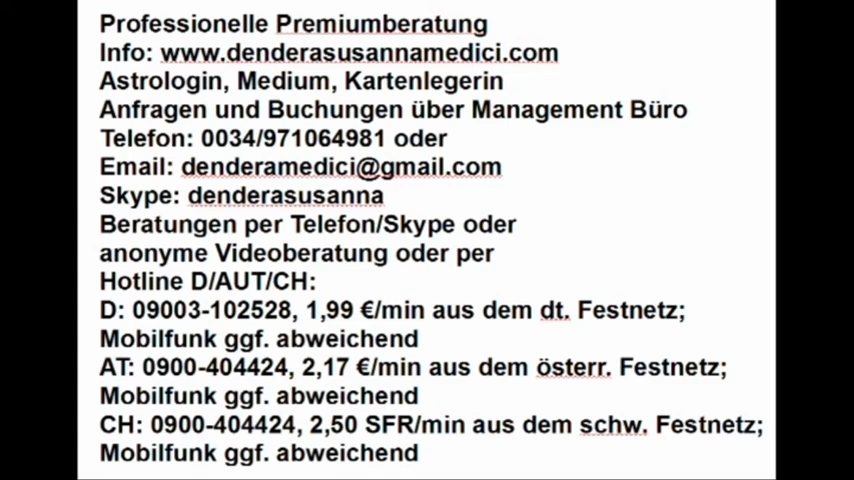 Professionelle Premiumberatung
Info: www.denderasusannamedici.com
Astrologin, Medium, Kartenlegerin
Anfragen und Buchungen über Management Büro
Telefon: 0034/971064981 oder
Email: denderamedici@gmail.com
Skype: denderasusanna
Beratungen per Telefon/Skype oder
anonyme Videoberatung oder per
Hotline D/AUT/CH:
D: 09003-102528, 1,99 €/min aus dem dt. Festnetz;
Mobilfunk ggf. abweichend
AT: 0900-404424, 2,17 €/min aus dem österr. Festnetz;
Mobilfunk ggf. abweichend
CH: 0900-404424, 2,50 SFR/min aus dem schw. Festnetz;
Mobilfunk ggf. abweichend